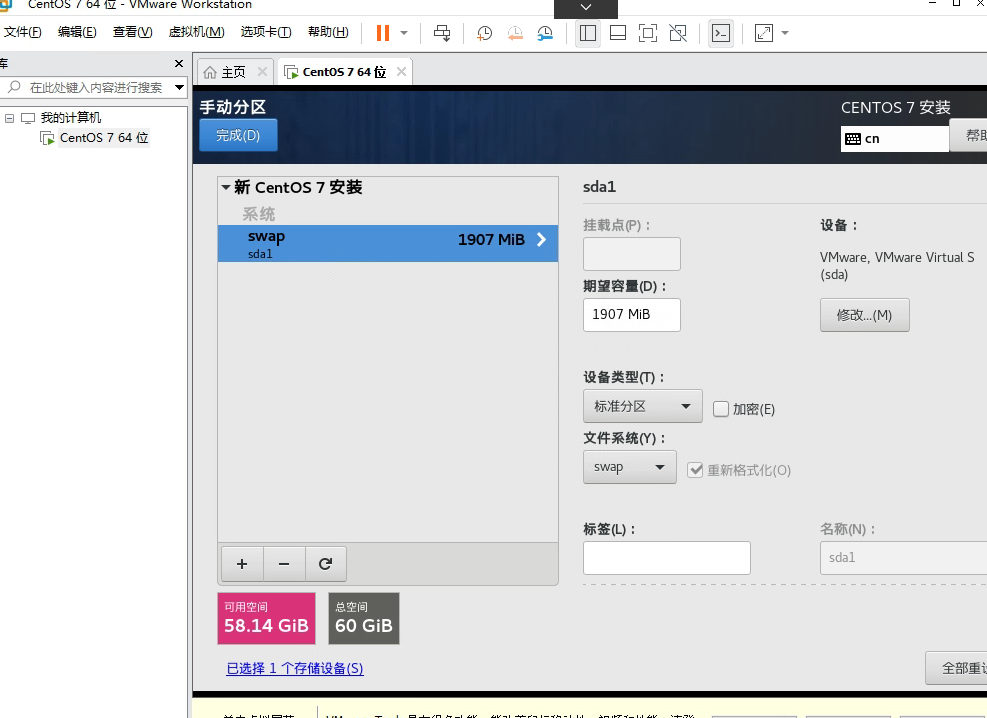 CentOS 7 64 位 - VMware Workstation
文件(F) 编辑(E) 查看(V) 虚拟机(M) 选项卡(T) 帮助(H)
库
在此处键入内容进行搜索
我的计算机
CentOS 7 64 位
主页 CentOS 7 64 位
手动分区
完成(D)
CENTOS 7 安装
cn
帮助
新 CentOS 7 安装
系统
swap 1907 MiB
sda1
sda1
挂载点(P)：
期望容量(D)：
1907 MiB
设备：
VMware, VMware Virtual S
(sda)
修改...(M)
设备类型(T)：
标准分区 加密(E)
文件系统(Y)：
swap 重新格式化(O)
标签(L)：
名称(N)：
sda1
+ −
可用空间
58.14 GiB
总空间
60 GiB
已选择 1 个存储设备(S)
全部重设